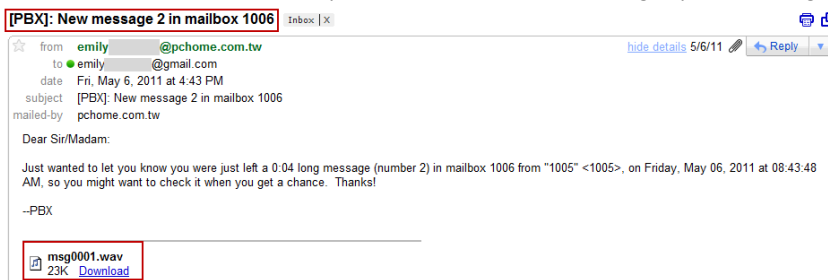 [PBX]: New message 2 in mailbox 1006 Inbox | X
from emily @pchome.com.tw hide details 5/6/11 Reply
to emily @gmail.com
date Fri, May 6, 2011 at 4:43 PM
subject [PBX]: New message 2 in mailbox 1006
mailed-by pchome.com.tw
Dear Sir/Madam:
Just wanted to let you know you were just left a 0:04 long message (number 2) in mailbox 1006 from "1005" <1005>, on Friday, May 06, 2011 at 08:43:48
AM, so you might want to check it when you get a chance. Thanks!
--PBX
msg0001.wav
23K Download